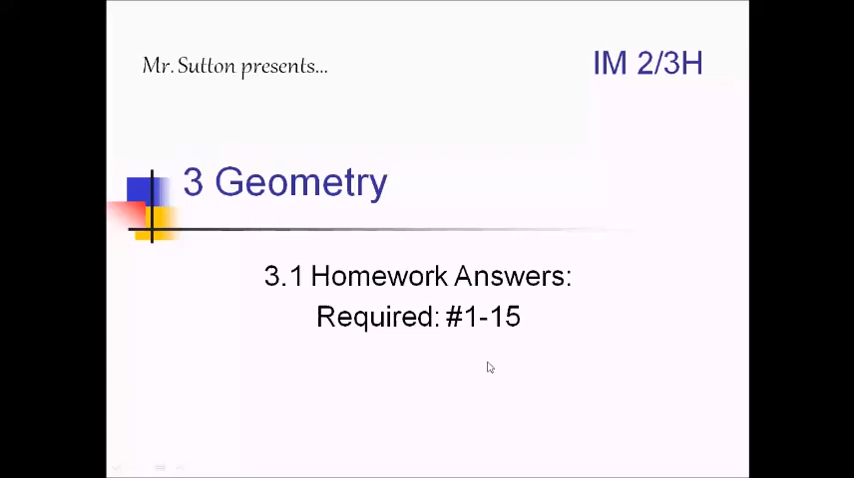 Mr. Sutton presents...
IM 2/3H
3 Geometry
3.1 Homework Answers:
Required: #1-15